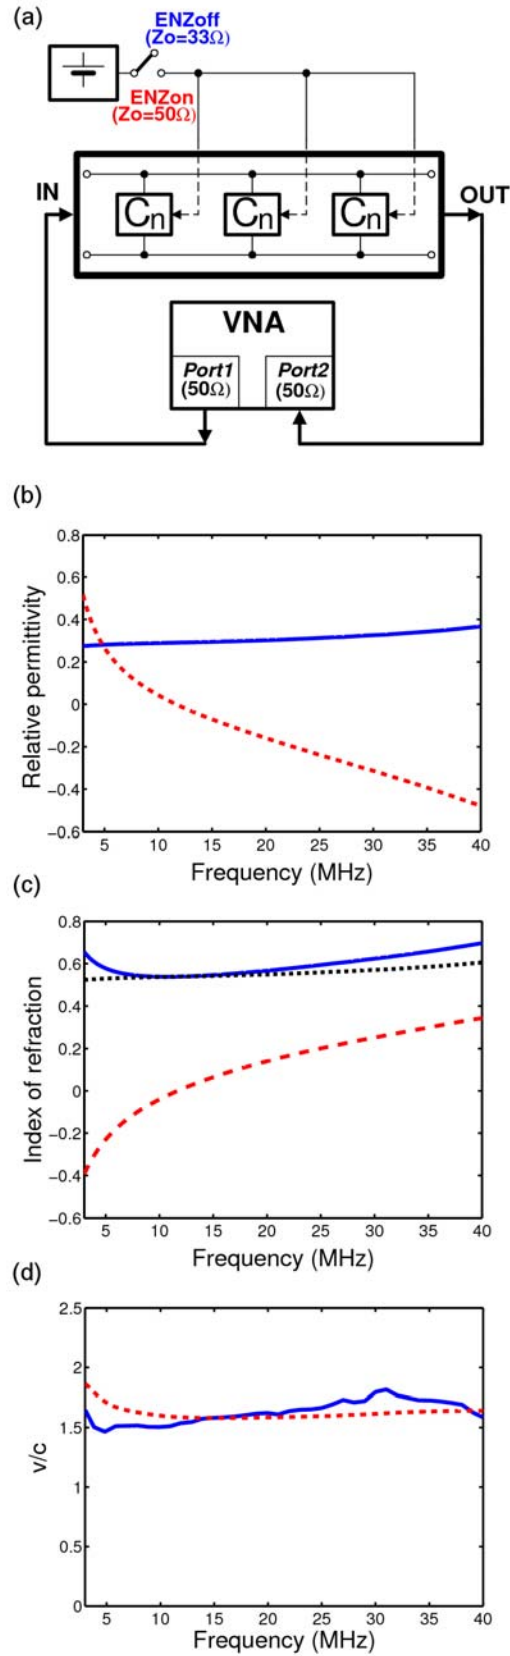 (a)
ENZoff
(Zo=33Ω)
ENZon
(Zo=50Ω)
IN
OUT
Cn Cn Cn
VNA
Port1 Port2
(50Ω) (50Ω)
(b)
0.8
0.6
0.4
0.2
0
−0.2
−0.4
−0.6
Relative permittivity
5 10 15 20 25 30 35 40
Frequency (MHz)
(c)
0.8
0.6
0.4
0.2
0
−0.2
−0.4
−0.6
Index of refraction
5 10 15 20 25 30 35 40
Frequency (MHz)
(d)
2.5
2
1.5
1
0.5
0
v/c
5 10 15 20 25 30 35 40
Frequency (MHz)